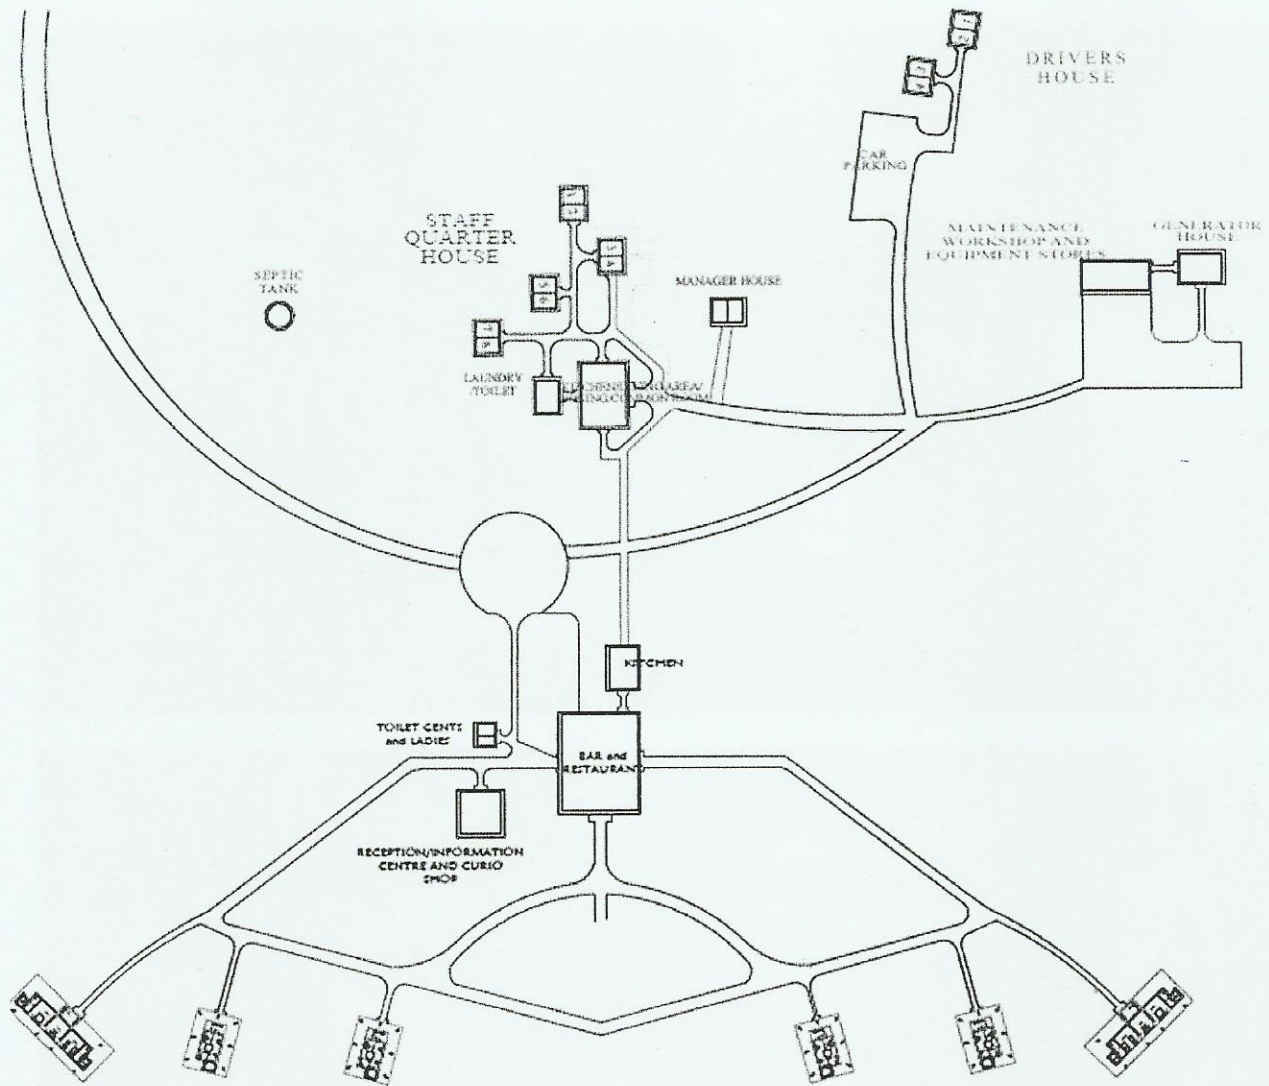 DRIVERS
HOUSE
CAR
PARKING
STAFF
QUARTER
HOUSE
MAINTENANCE
WORKSHOP AND
EQUIPMENT STORES
GENERATOR
HOUSE
SEPTIC
TANK
MANAGER HOUSE
LAUNDRY
/TOILET
KITCHEN
TOILET GENTS
and LADIES
BAR and
RESTAURANT
RECEPTION/INFORMATION
CENTRE AND CURIO
SHOP